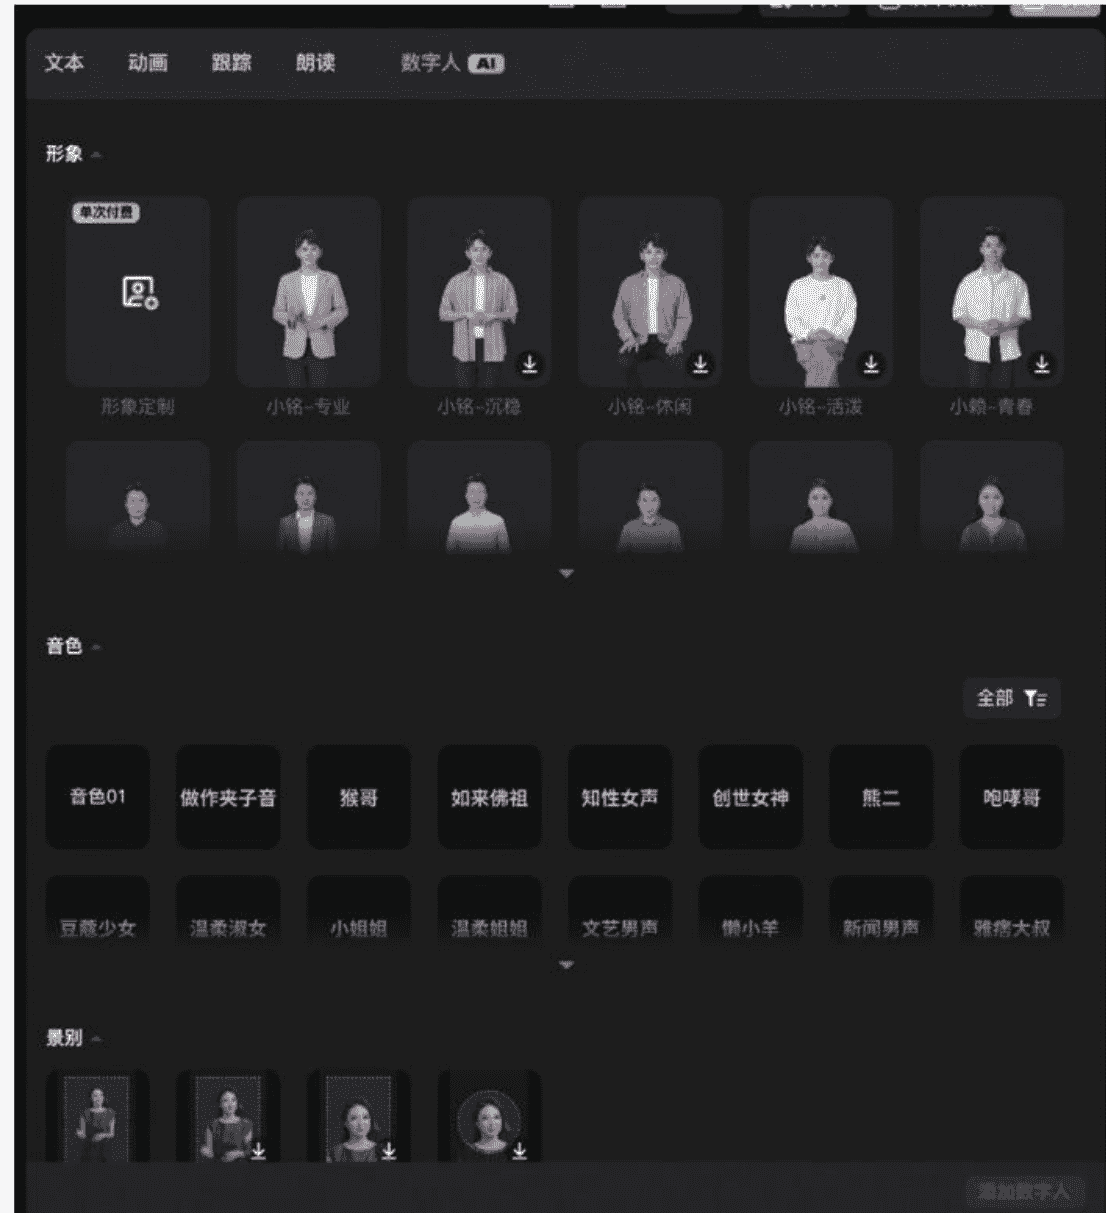 文本 动画 跟踪 朗读 数字人 AI
形象
单次付费
形象定制 小铭-专业 小铭-沉稳 小铭-休闲 小铭-活泼 小赖-青春
音色
全部
音色01 做作夹子音 猴哥 如来佛祖 知性女声 创世女神 熊二 咆哮哥
豆蔻少女 温柔淑女 小姐姐 温柔姐姐 文艺男声 懒小羊 新闻男声 雅痞大叔
景别
添加数字人